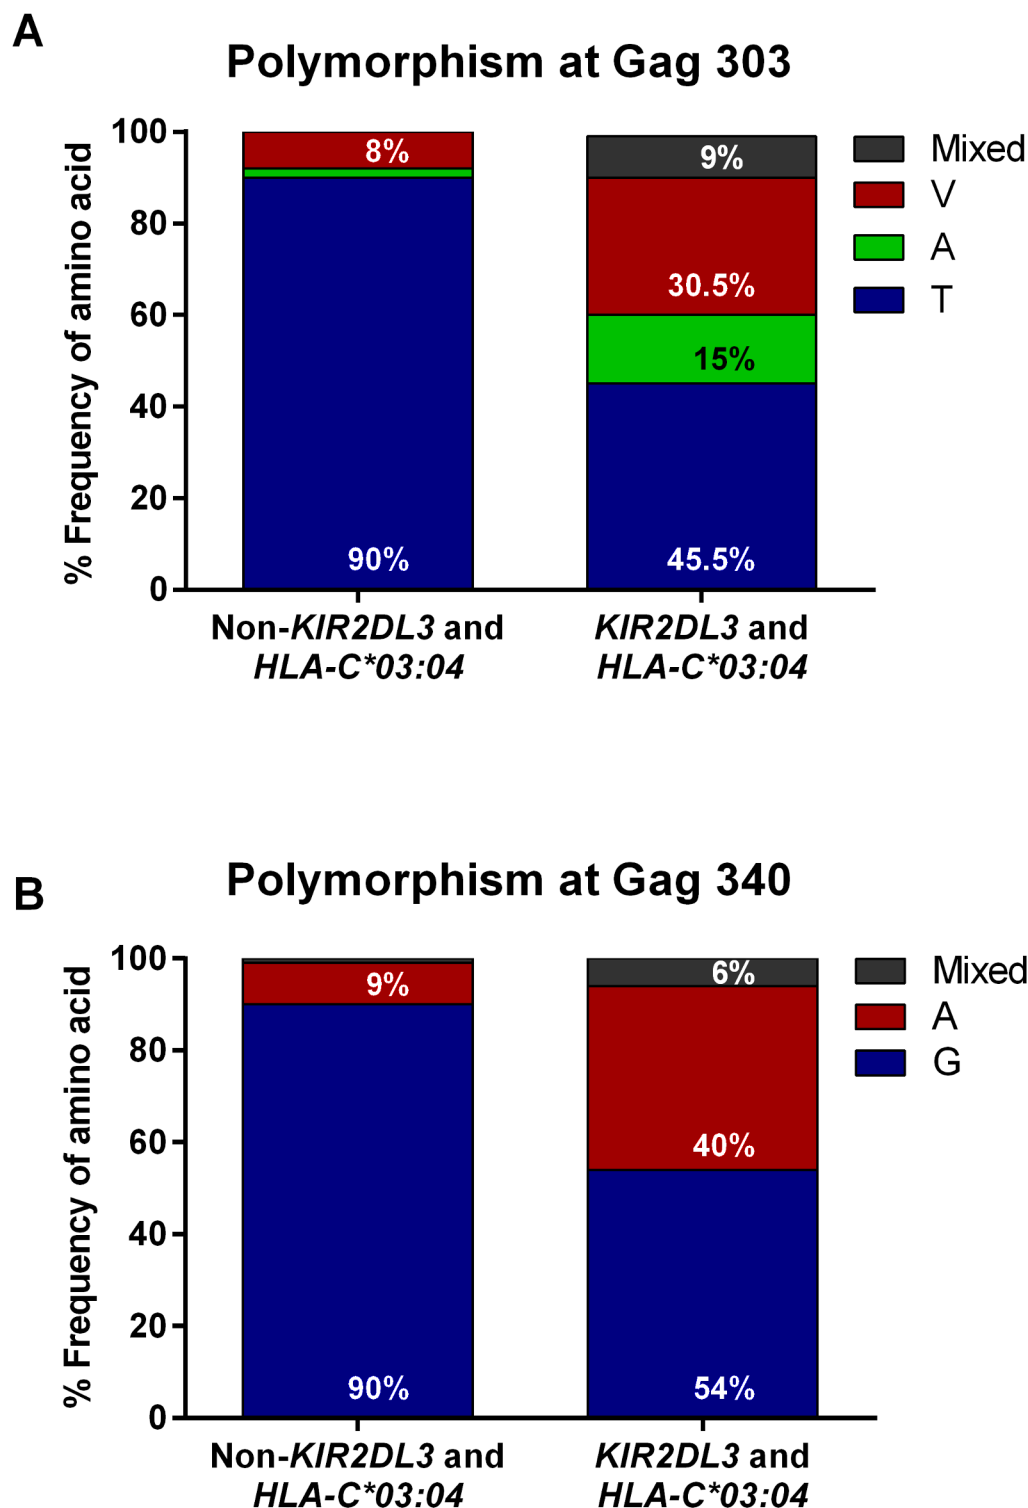 A
Polymorphism at Gag 303
% Frequency of amino acid
100
80
60
40
20
0
8%
90%
9%
30.5%
15%
45.5%
Mixed
V
A
T
Non-KIR2DL3 and
HLA-C*03:04
KIR2DL3 and
HLA-C*03:04
B
Polymorphism at Gag 340
% Frequency of amino acid
100
80
60
40
20
0
9%
90%
6%
40%
54%
Mixed
A
G
Non-KIR2DL3 and
HLA-C*03:04
KIR2DL3 and
HLA-C*03:04